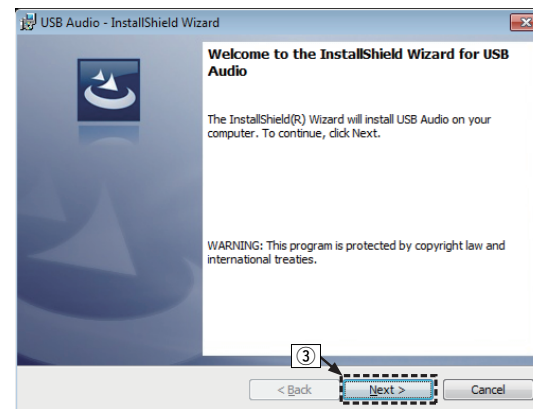 USB Audio - InstallShield Wizard
Welcome to the InstallShield Wizard for USB
Audio
The InstallShield(R) Wizard will install USB Audio on your
computer. To continue, click Next.
WARNING: This program is protected by copyright law and
international treaties.
③
< Back Next > Cancel